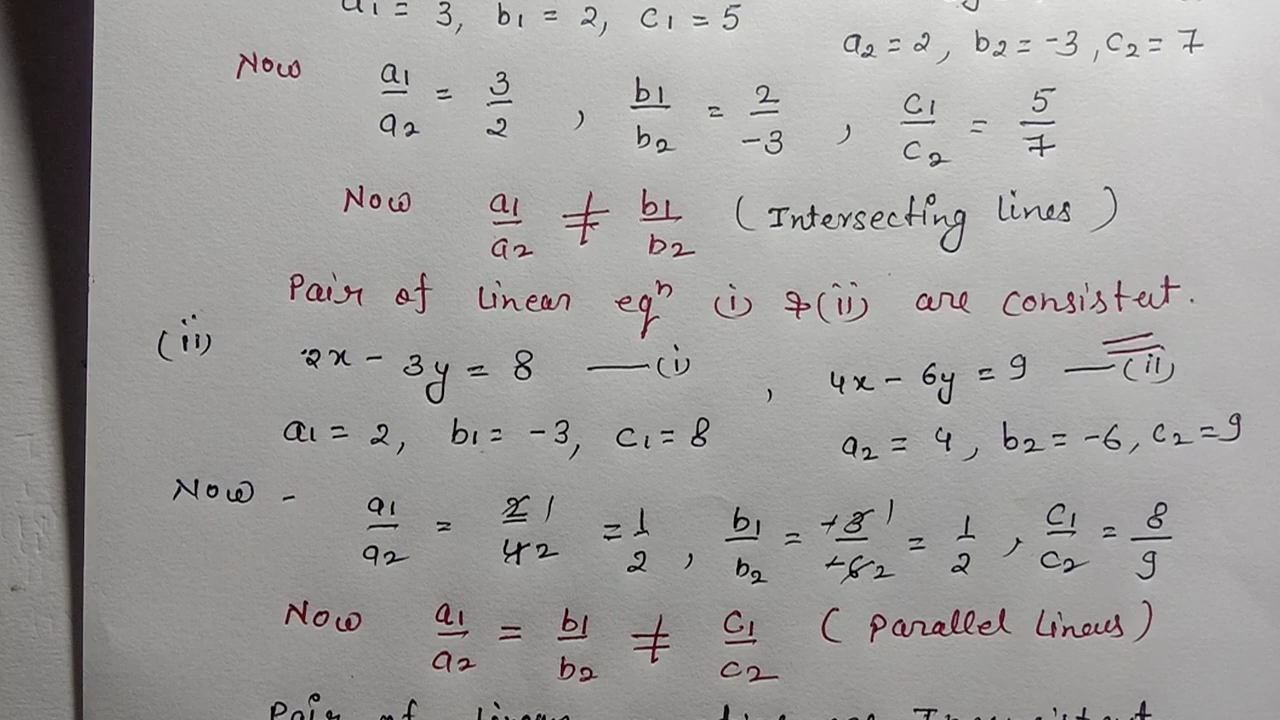 a1 = 3, b1 = 2, c1 = 5
a2 = 2, b2 = -3, c2 = 7
Now a1/a2 = 3/2, b1/b2 = 2/-3, c1/c2 = 5/7
Now a1/a2 ≠ b1/b2 (Intersecting lines)
Pair of linear eqⁿ (i) & (ii) are consistent.
(ii) 2x - 3y = 8 —(i), 4x - 6y = 9 —(ii)
a1 = 2, b1 = -3, c1 = 8
a2 = 4, b2 = -6, c2 = 9
Now - a1/a2 = 2/4 = 1/2, b1/b2 = -3/-6 = 1/2, c1/c2 = 8/9
Now a1/a2 = b1/b2 ≠ c1/c2 (Parallel Lines)
Pair of linear